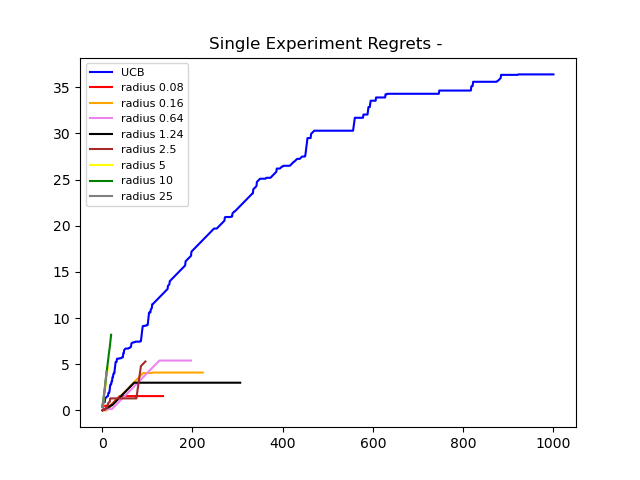 Single Experiment Regrets -
UCB
radius 0.08
radius 0.16
radius 0.64
radius 1.24
radius 2.5
radius 5
radius 10
radius 25
35
30
25
20
15
10
5
0
0 200 400 600 800 1000